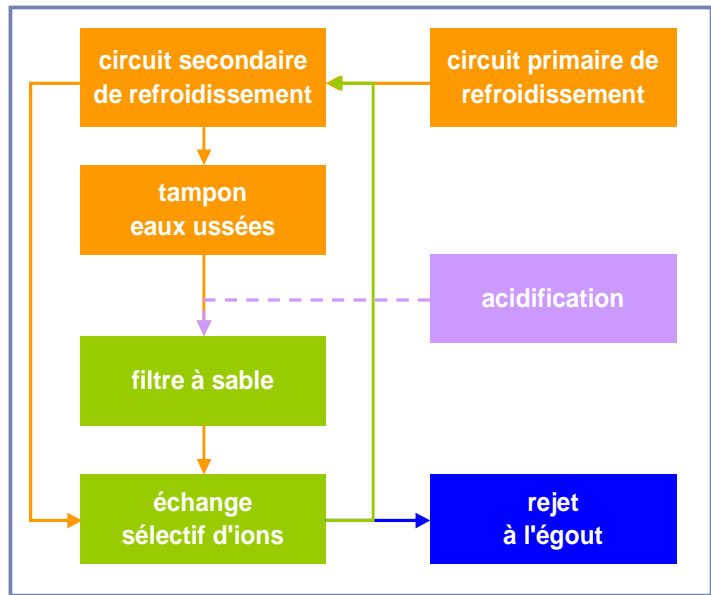 circuit secondaire
de refroidissement
circuit primaire de
refroidissement
tampon
eaux ussées
acidification
filtre à sable
échange
sélectif d'ions
rejet
à l'égout